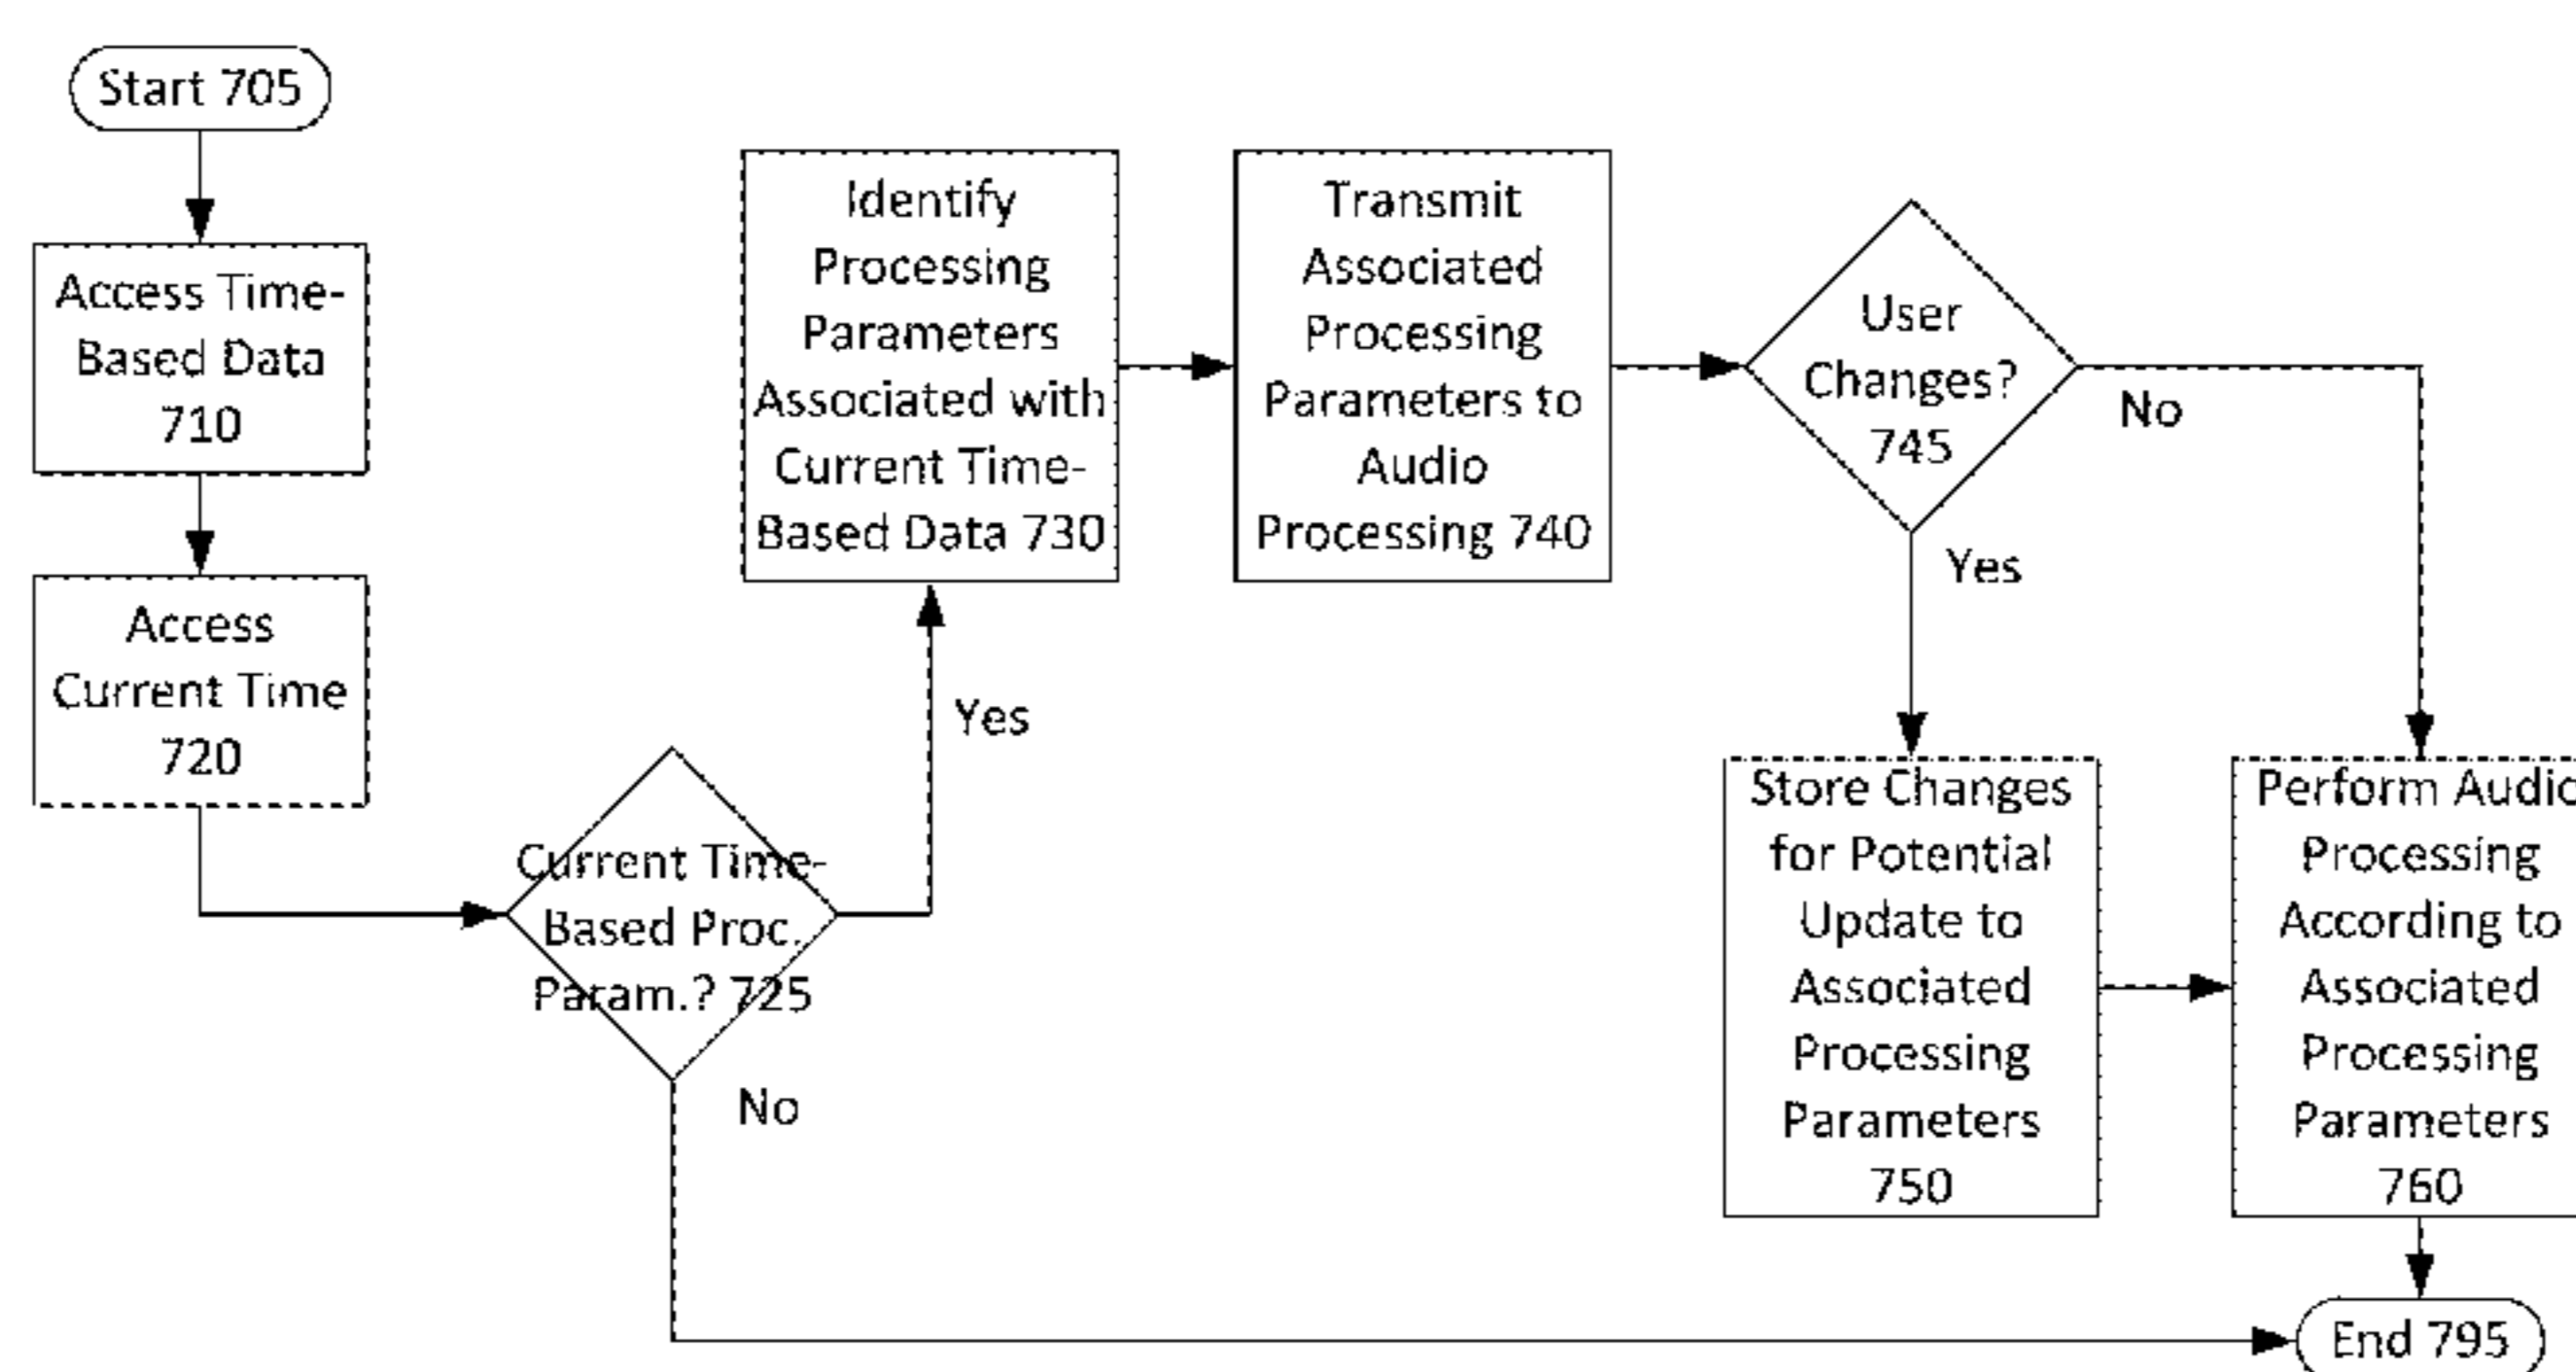 Start 705
Access Time-
Based Data
710
Access
Current Time
720
Current Time-
Based Proc.
Param.? 725
Yes
No
Identify
Processing
Parameters
Associated with
Current Time-
Based Data 730
Transmit
Associated
Processing
Parameters to
Audio
Processing 740
User
Changes?
745
No
Yes
Store Changes
for Potential
Update to
Associated
Processing
Parameters
750
Perform Audio
Processing
According to
Associated
Processing
Parameters
760
End 795